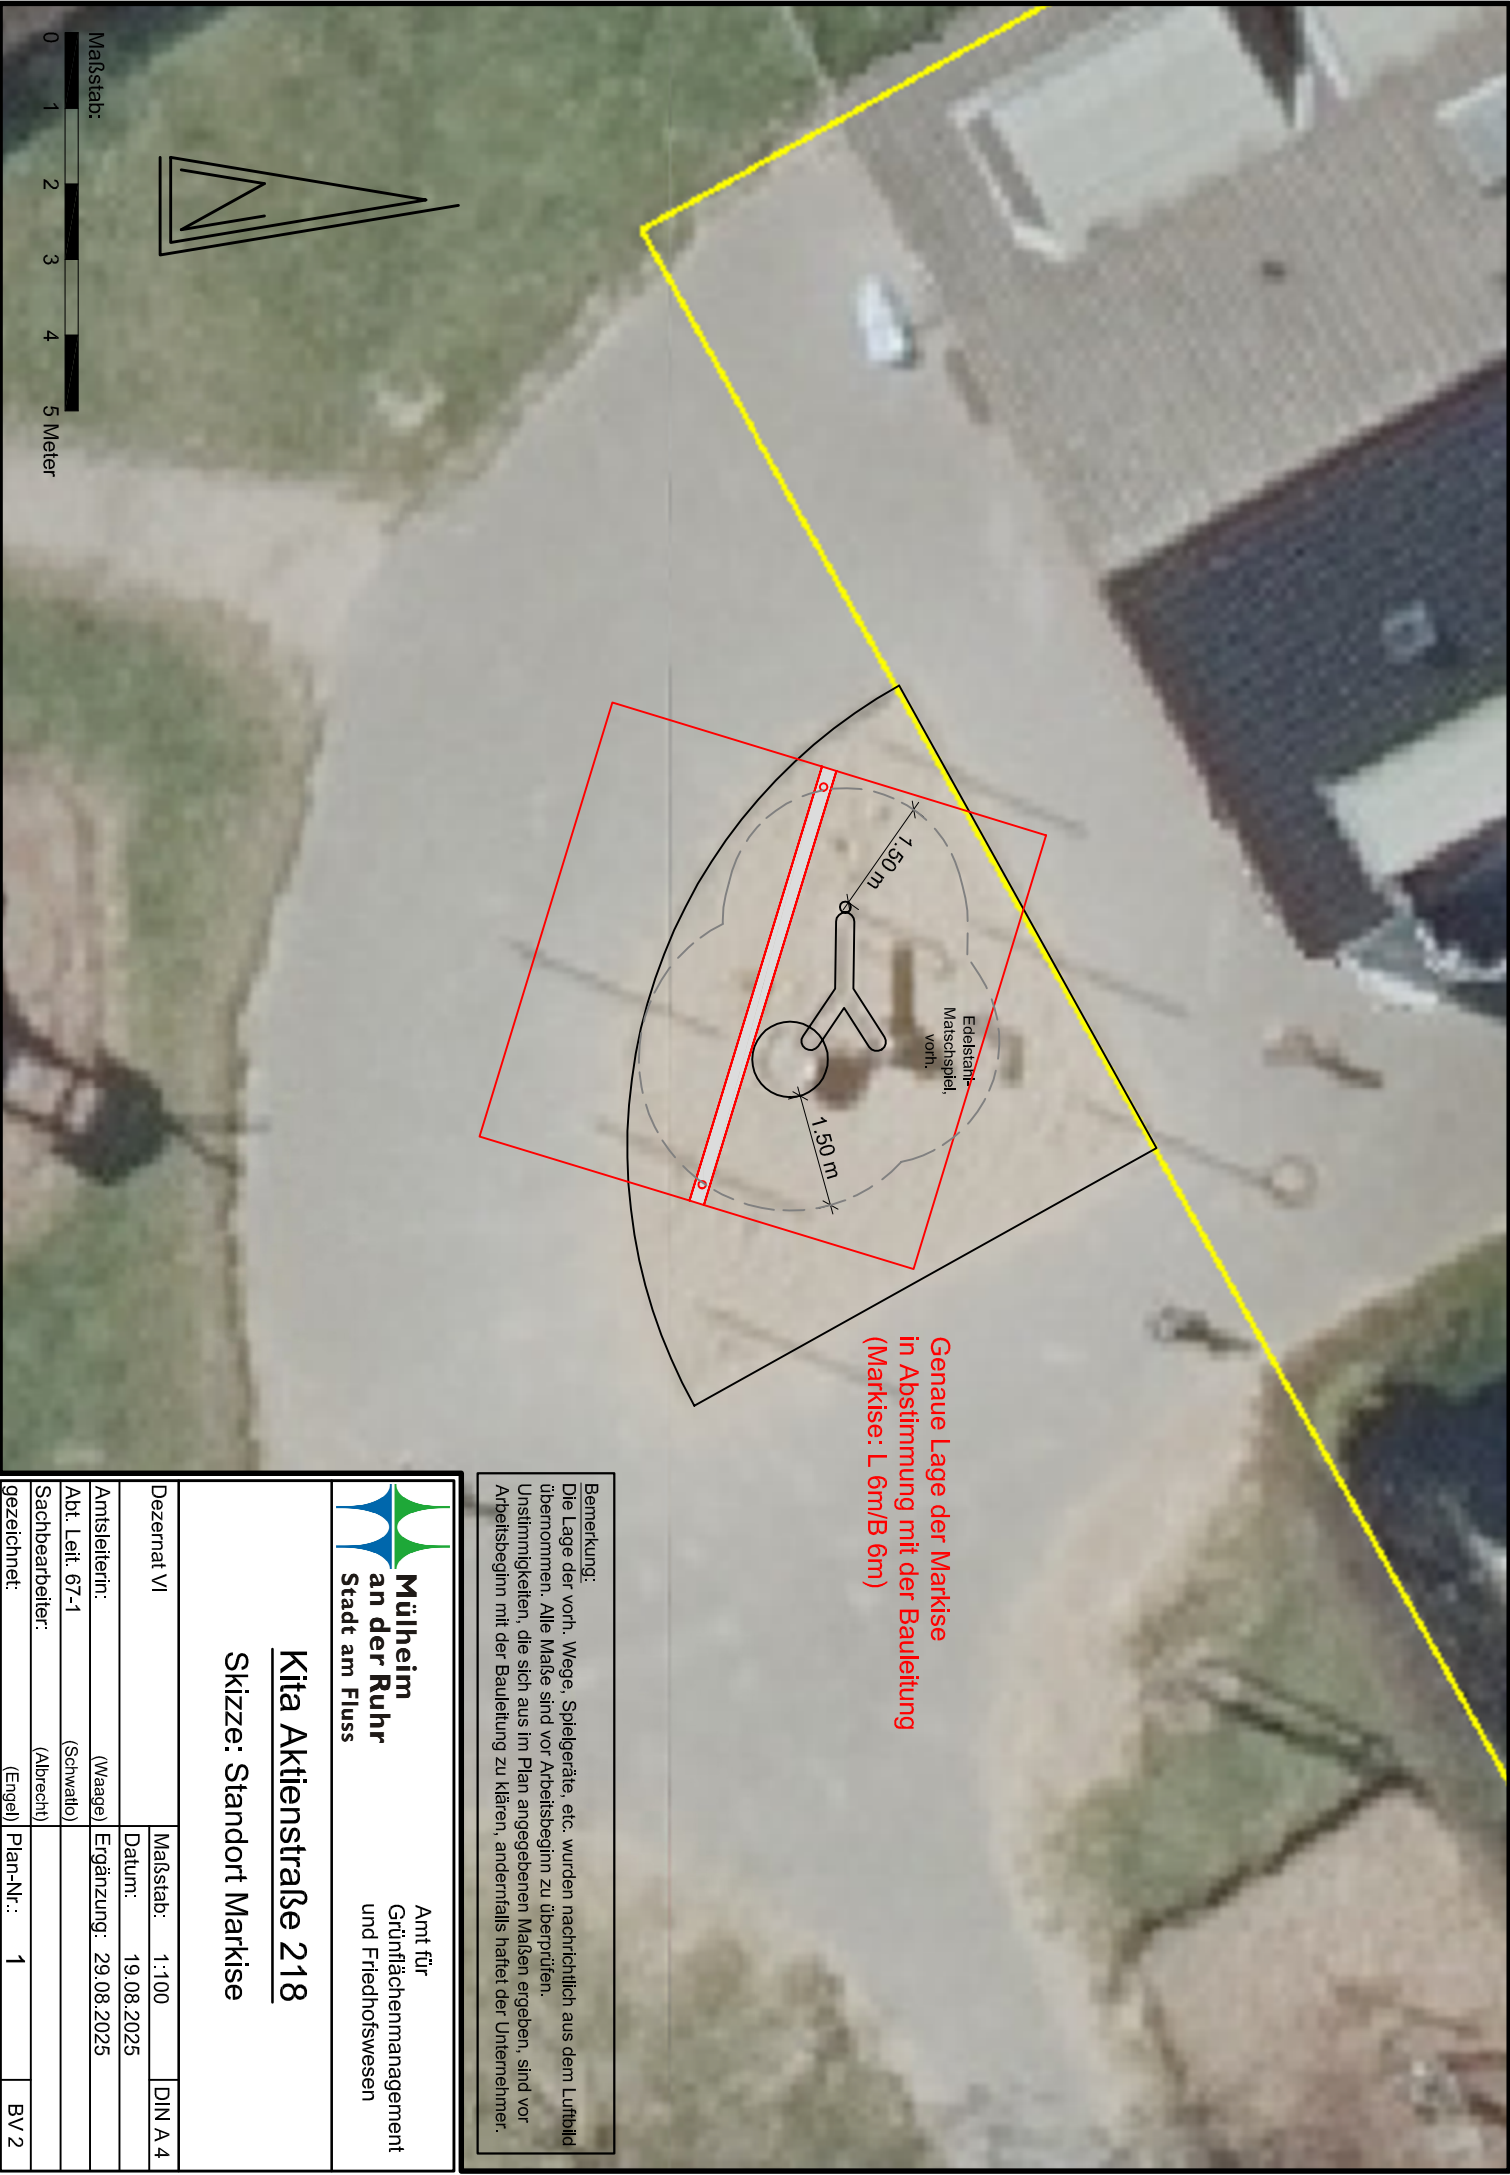 Maßstab:
0 1 2 3 4 5 Meter
N
1.50 m
Edelstahl-
Matschspiel,
vorh.
1.50 m
Genaue Lage der Markise
in Abstimmung mit der Bauleitung
(Markise: L 6m/B 6m)
Bemerkung:
Die Lage der vorh. Wege, Spielgeräte, etc. wurden nachrichtlich aus dem Luftbild
übernommen. Alle Maße sind vor Arbeitsbeginn zu überprüfen.
Unstimmigkeiten, die sich aus im Plan angegebenen Maßen ergeben, sind vor
Arbeitsbeginn mit der Bauleitung zu klären, andernfalls haftet der Unternehmer.
Mülheim
an der Ruhr
Stadt am Fluss
Amt für
Grünflächenmanagement
und Friedhofswesen
Kita Aktienstraße 218
Skizze: Standort Markise
Dezernat VI
Maßstab: 1:100 DIN A 4
Datum: 19.08.2025
Amtsleiterin: (Waage) Ergänzung: 29.08.2025
Abt. Leit. 67-1 (Schwatlo)
Sachbearbeiter: (Albrecht)
gezeichnet: (Engel) Plan-Nr.: 1 BV 2